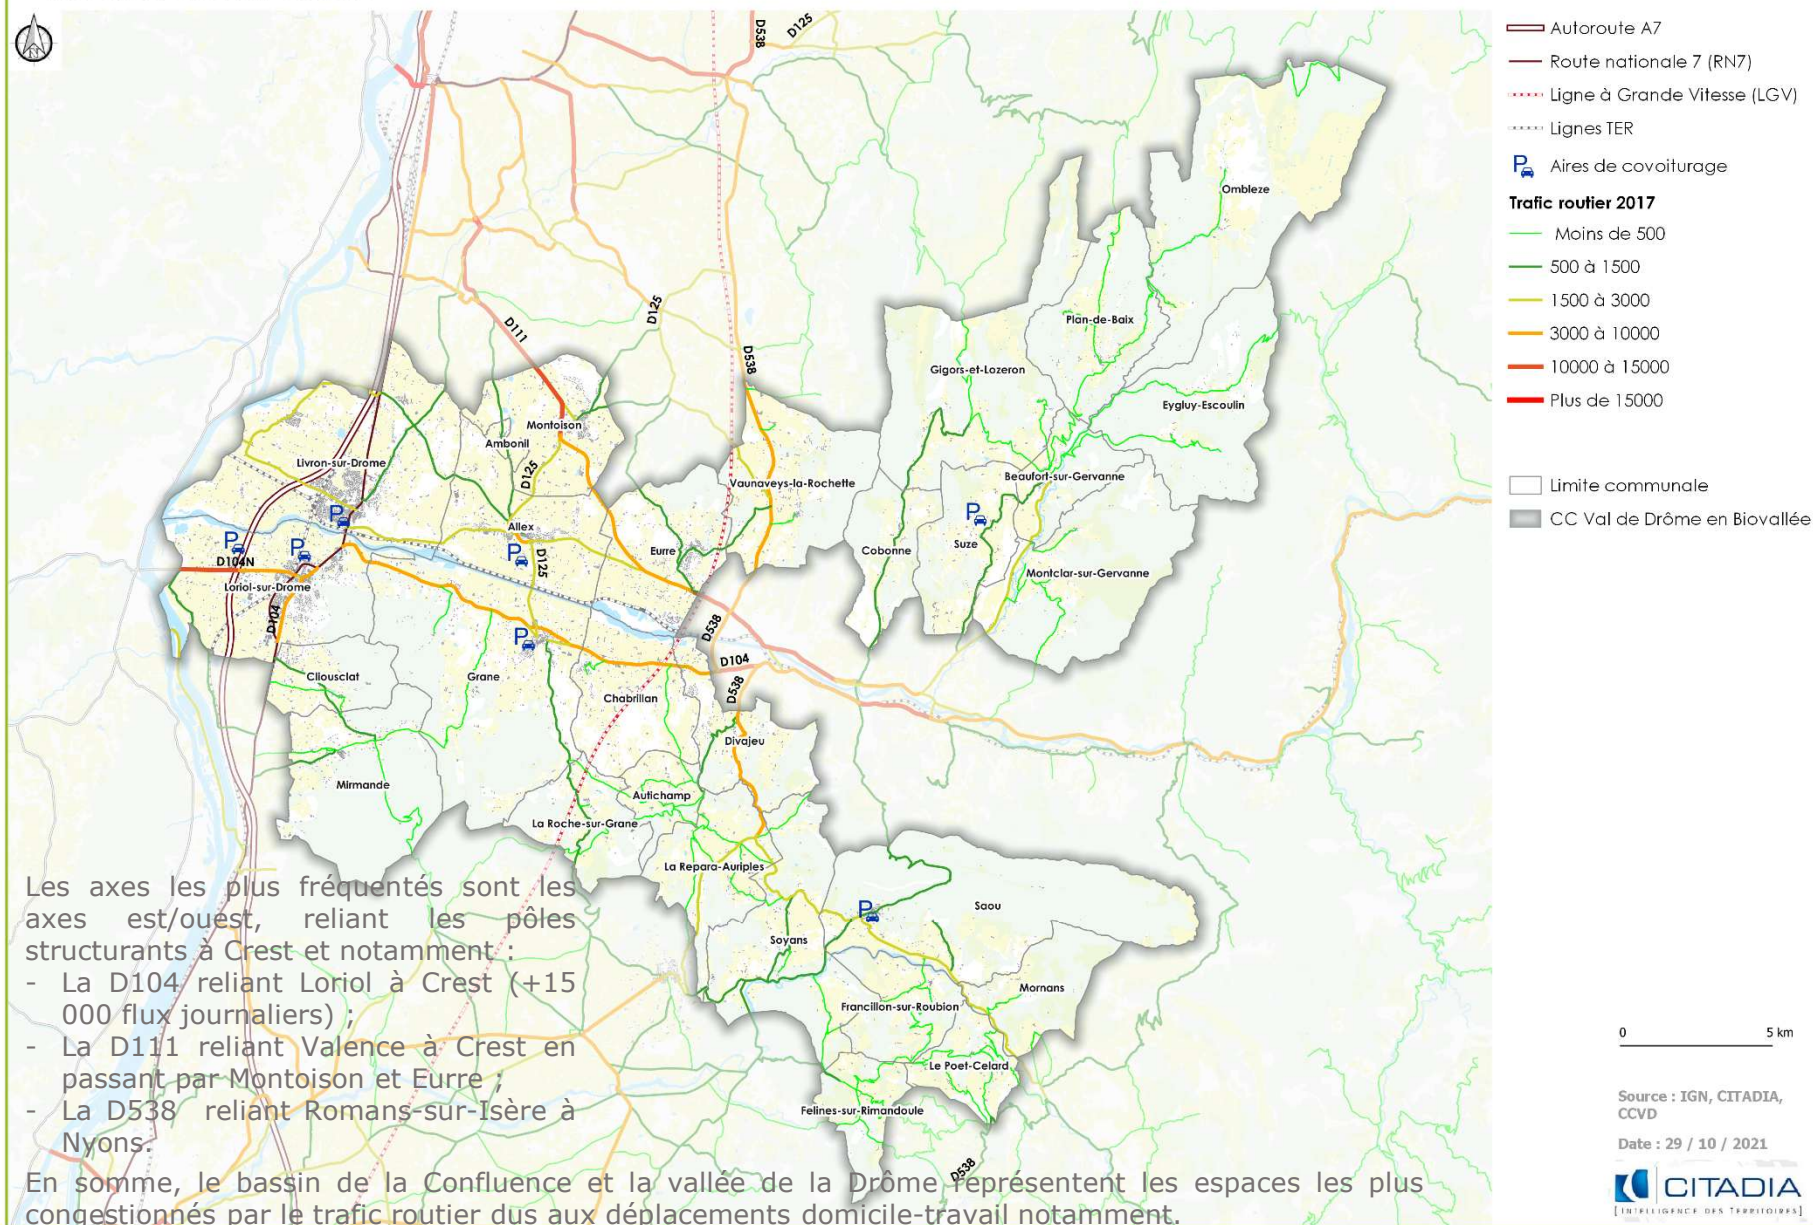 D538
D125
D111
D125
D538
Ombleze
Plan-de-Baix
Gigors-et-Lozeron
Eygluy-Escoulin
Montoison
Ambonil
Livron-sur-Drome
D125
Vaunaveys-la-Rochette
Beaufort-sur-Gervanne
Allex
Eurre
Cobonne
Suze
D104N
D125
Montclar-sur-Gervanne
Loriol-sur-Drome
D104
D538
D104
Cliousclat
Grane
Chabrillan
D538
Divajeu
Mirmande
Autichamp
La Roche-sur-Grane
La Repara-Auriples
Saou
Soyans
Mornans
Francillon-sur-Roubion
Le Poet-Celard
Felines-sur-Rimandoule
D538
Les axes les plus fréquentés sont les
axes est/ouest, reliant les pôles
structurants à Crest et notamment :
- La D104 reliant Loriol à Crest (+15
000 flux journaliers) ;
- La D111 reliant Valence à Crest en
passant par Montoison et Eurre ;
- La D538 reliant Romans-sur-Isère à
Nyons.
En somme, le bassin de la Confluence et la vallée de la Drôme représentent les espaces les plus
congestionnés par le trafic routier dus aux déplacements domicile-travail notamment.
Autoroute A7
Route nationale 7 (RN7)
Ligne à Grande Vitesse (LGV)
Lignes TER
P Aires de covoiturage
Trafic routier 2017
Moins de 500
500 à 1500
1500 à 3000
3000 à 10000
10000 à 15000
Plus de 15000
Limite communale
CC Val de Drôme en Biovallée
0 5 km
Source : IGN, CITADIA,
CCVD
Date : 29 / 10 / 2021
CITADIA
[ INTELLIGENCE DES TERRITOIRES ]